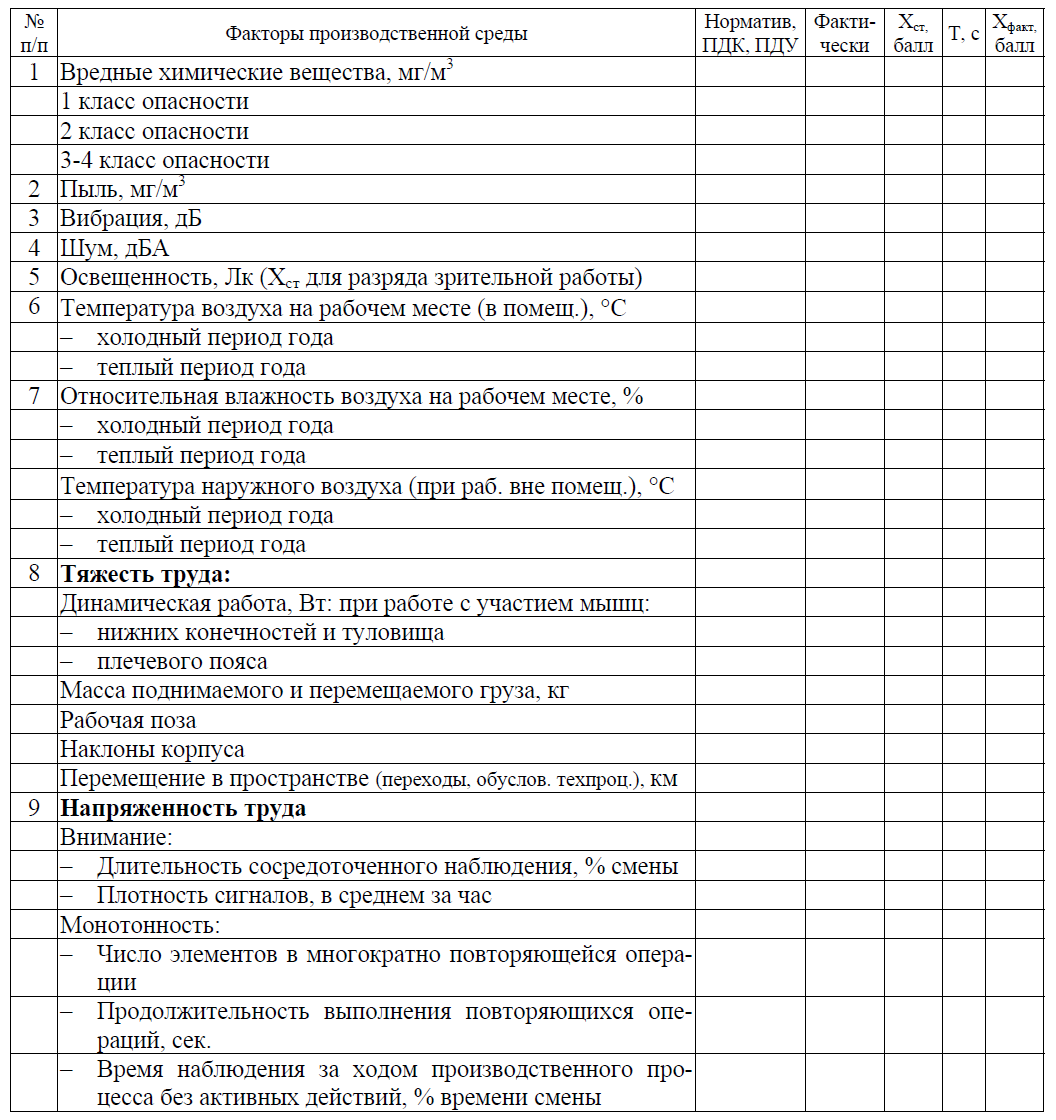 № п/п Факторы производственной среды Норматив, ПДК, ПДУ Факти-чески Xст, балл Т, с Xфакт, балл
1 Вредные химические вещества, мг/м³
1 класс опасности
2 класс опасности
3-4 класс опасности
2 Пыль, мг/м³
3 Вибрация, дБ
4 Шум, дБА
5 Освещенность, Лк (Xст для разряда зрительной работы)
6 Температура воздуха на рабочем месте (в помещ.), °С
– холодный период года
– теплый период года
7 Относительная влажность воздуха на рабочем месте, %
– холодный период года
– теплый период года
Температура наружного воздуха (при раб. вне помещ.), °С
– холодный период года
– теплый период года
8 Тяжесть труда:
Динамическая работа, Вт: при работе с участием мышц:
– нижних конечностей и туловища
– плечевого пояса
Масса поднимаемого и перемещаемого груза, кг
Рабочая поза
Наклоны корпуса
Перемещение в пространстве (переходы, обуслов. техпроц.), км
9 Напряженность труда
Внимание:
– Длительность сосредоточенного наблюдения, % смены
– Плотность сигналов, в среднем за час
Монотонность:
– Число элементов в многократно повторяющейся опера-
ции
– Продолжительность выполнения повторяющихся опе-
раций, сек.
– Время наблюдения за ходом производственного про-
цесса без активных действий, % времени смены